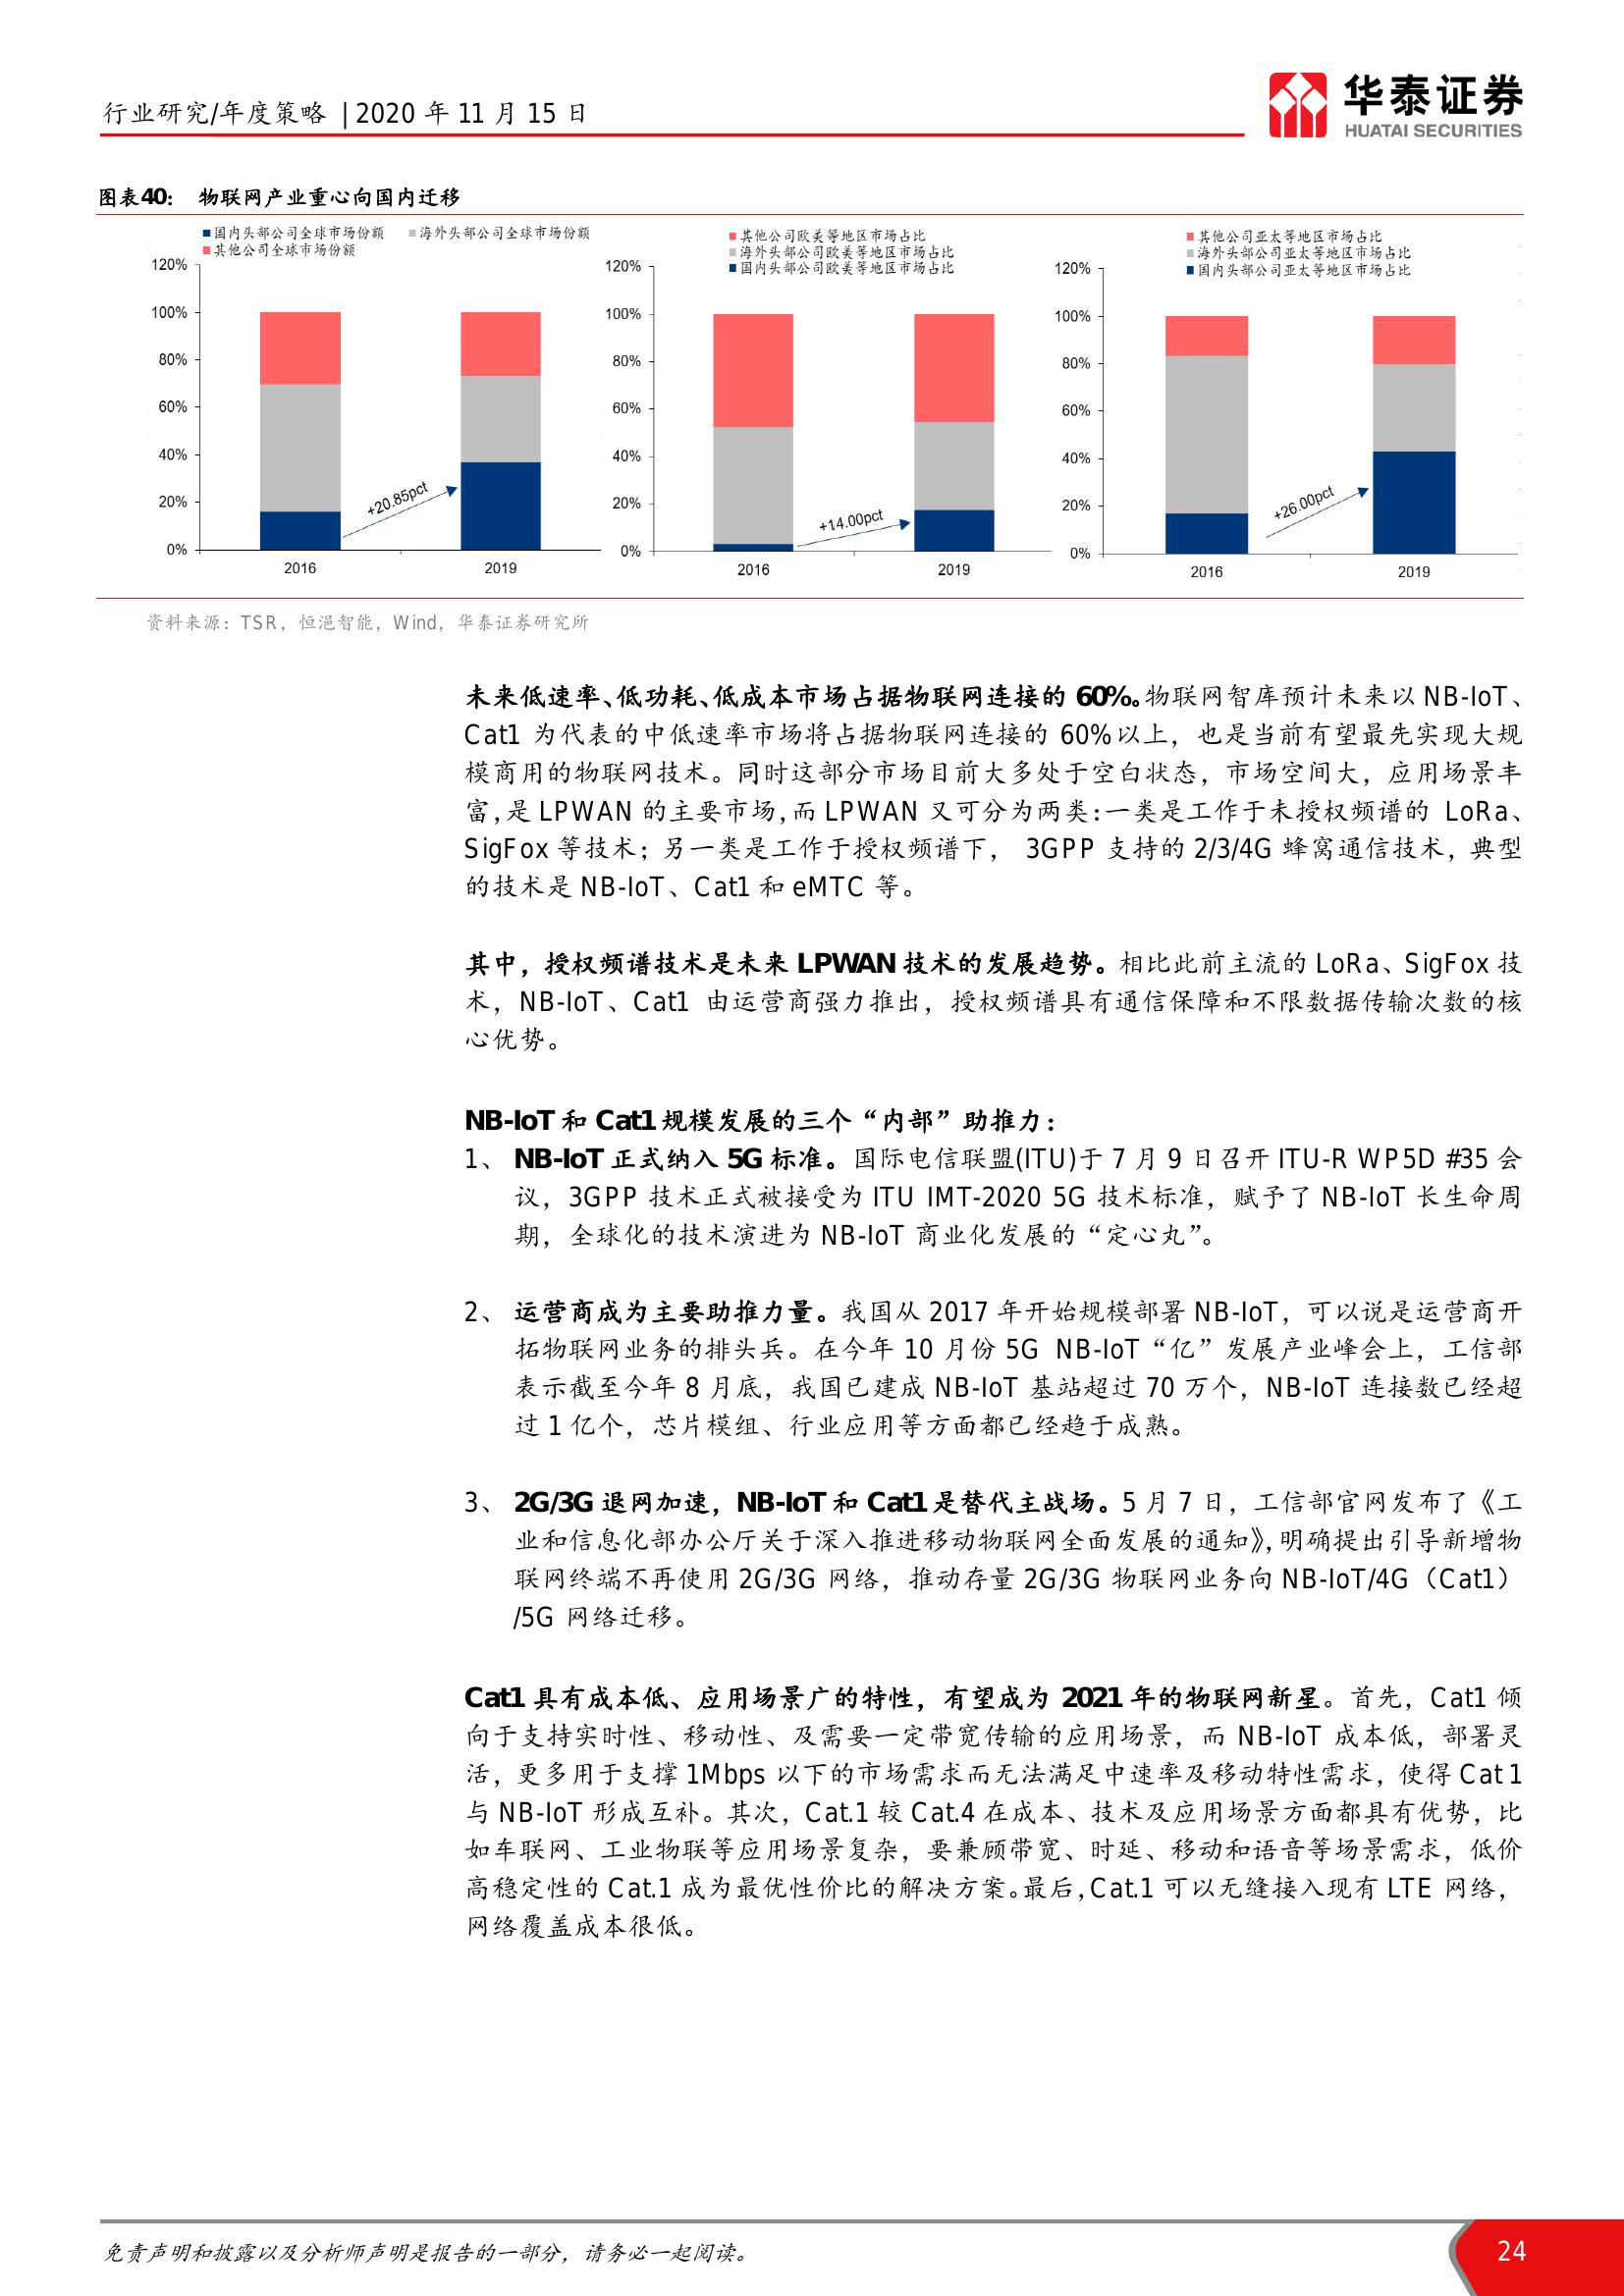 行业研究/年度策略 | 2020 年 11 月 15 日
华泰证券
HUATAI SECURITIES
图表40： 物联网产业重心向国内迁移
国内头部公司全球市场份额 海外头部公司全球市场份额
其他公司全球市场份额
120%
100%
80%
60%
40%
20%
0%
+20.85pct
2016 2019
其他公司欧美等地区市场占比
海外头部公司欧美等地区市场占比
国内头部公司欧美等地区市场占比
120%
100%
80%
60%
40%
20%
0%
+14.00pct
2016 2019
其他公司亚太等地区市场占比
海外头部公司亚太等地区市场占比
国内头部公司亚太等地区市场占比
120%
100%
80%
60%
40%
20%
0%
+26.00pct
2016 2019
资料来源：TSR，恒浥智能，Wind，华泰证券研究所
未来低速率、低功耗、低成本市场占据物联网连接的 60%。物联网智库预计未来以 NB-IoT、
Cat1 为代表的中低速率市场将占据物联网连接的 60%以上，也是当前有望最先实现大规
模商用的物联网技术。同时这部分市场目前大多处于空白状态，市场空间大，应用场景丰
富，是 LPWAN 的主要市场，而 LPWAN 又可分为两类：一类是工作于未授权频谱的 LoRa、
SigFox 等技术；另一类是工作于授权频谱下， 3GPP 支持的 2/3/4G 蜂窝通信技术，典型
的技术是 NB-IoT、Cat1 和 eMTC 等。
其中，授权频谱技术是未来 LPWAN 技术的发展趋势。相比此前主流的 LoRa、SigFox 技
术，NB-IoT、Cat1 由运营商强力推出，授权频谱具有通信保障和不限数据传输次数的核
心优势。
NB-IoT 和 Cat1 规模发展的三个“内部”助推力：
1、 NB-IoT 正式纳入 5G 标准。国际电信联盟(ITU)于 7 月 9 日召开 ITU-R WP5D #35 会
议，3GPP 技术正式被接受为 ITU IMT-2020 5G 技术标准，赋予了 NB-IoT 长生命周
期，全球化的技术演进为 NB-IoT 商业化发展的“定心丸”。
2、 运营商成为主要助推力量。我国从 2017 年开始规模部署 NB-IoT，可以说是运营商开
拓物联网业务的排头兵。在今年 10 月份 5G NB-IoT“亿”发展产业峰会上，工信部
表示截至今年 8 月底，我国已建成 NB-IoT 基站超过 70 万个，NB-IoT 连接数已经超
过 1 亿个，芯片模组、行业应用等方面都已经趋于成熟。
3、 2G/3G 退网加速，NB-IoT 和 Cat1 是替代主战场。5 月 7 日，工信部官网发布了《工
业和信息化部办公厅关于深入推进移动物联网全面发展的通知》，明确提出引导新增物
联网终端不再使用 2G/3G 网络，推动存量 2G/3G 物联网业务向 NB-IoT/4G（Cat1）
/5G 网络迁移。
Cat1 具有成本低、应用场景广的特性，有望成为 2021 年的物联网新星。首先，Cat1 倾
向于支持实时性、移动性、及需要一定带宽传输的应用场景，而 NB-IoT 成本低，部署灵
活，更多用于支撑 1Mbps 以下的市场需求而无法满足中速率及移动特性需求，使得 Cat 1
与 NB-IoT 形成互补。其次，Cat.1 较 Cat.4 在成本、技术及应用场景方面都具有优势，比
如车联网、工业物联等应用场景复杂，要兼顾带宽、时延、移动和语音等场景需求，低价
高稳定性的 Cat.1 成为最优性价比的解决方案。最后，Cat.1 可以无缝接入现有 LTE 网络，
网络覆盖成本很低。
免责声明和披露以及分析师声明是报告的一部分，请务必一起阅读。
24